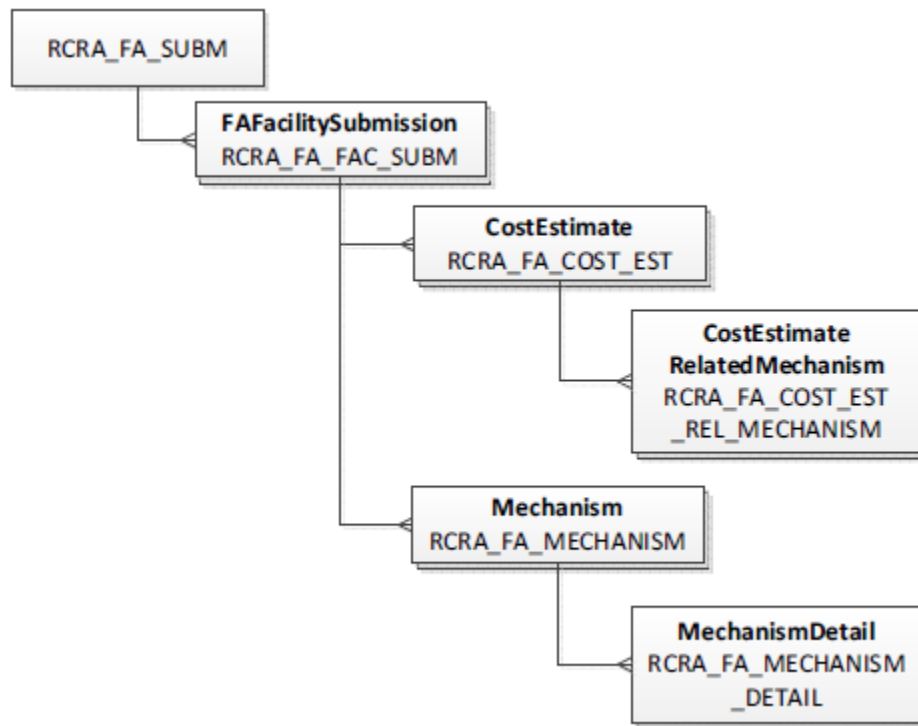 RCRA_FA_SUBM
FAFacilitySubmission
RCRA_FA_FAC_SUBM
CostEstimate
RCRA_FA_COST_EST
CostEstimate
RelatedMechanism
RCRA_FA_COST_EST
_REL_MECHANISM
Mechanism
RCRA_FA_MECHANISM
MechanismDetail
RCRA_FA_MECHANISM
_DETAIL